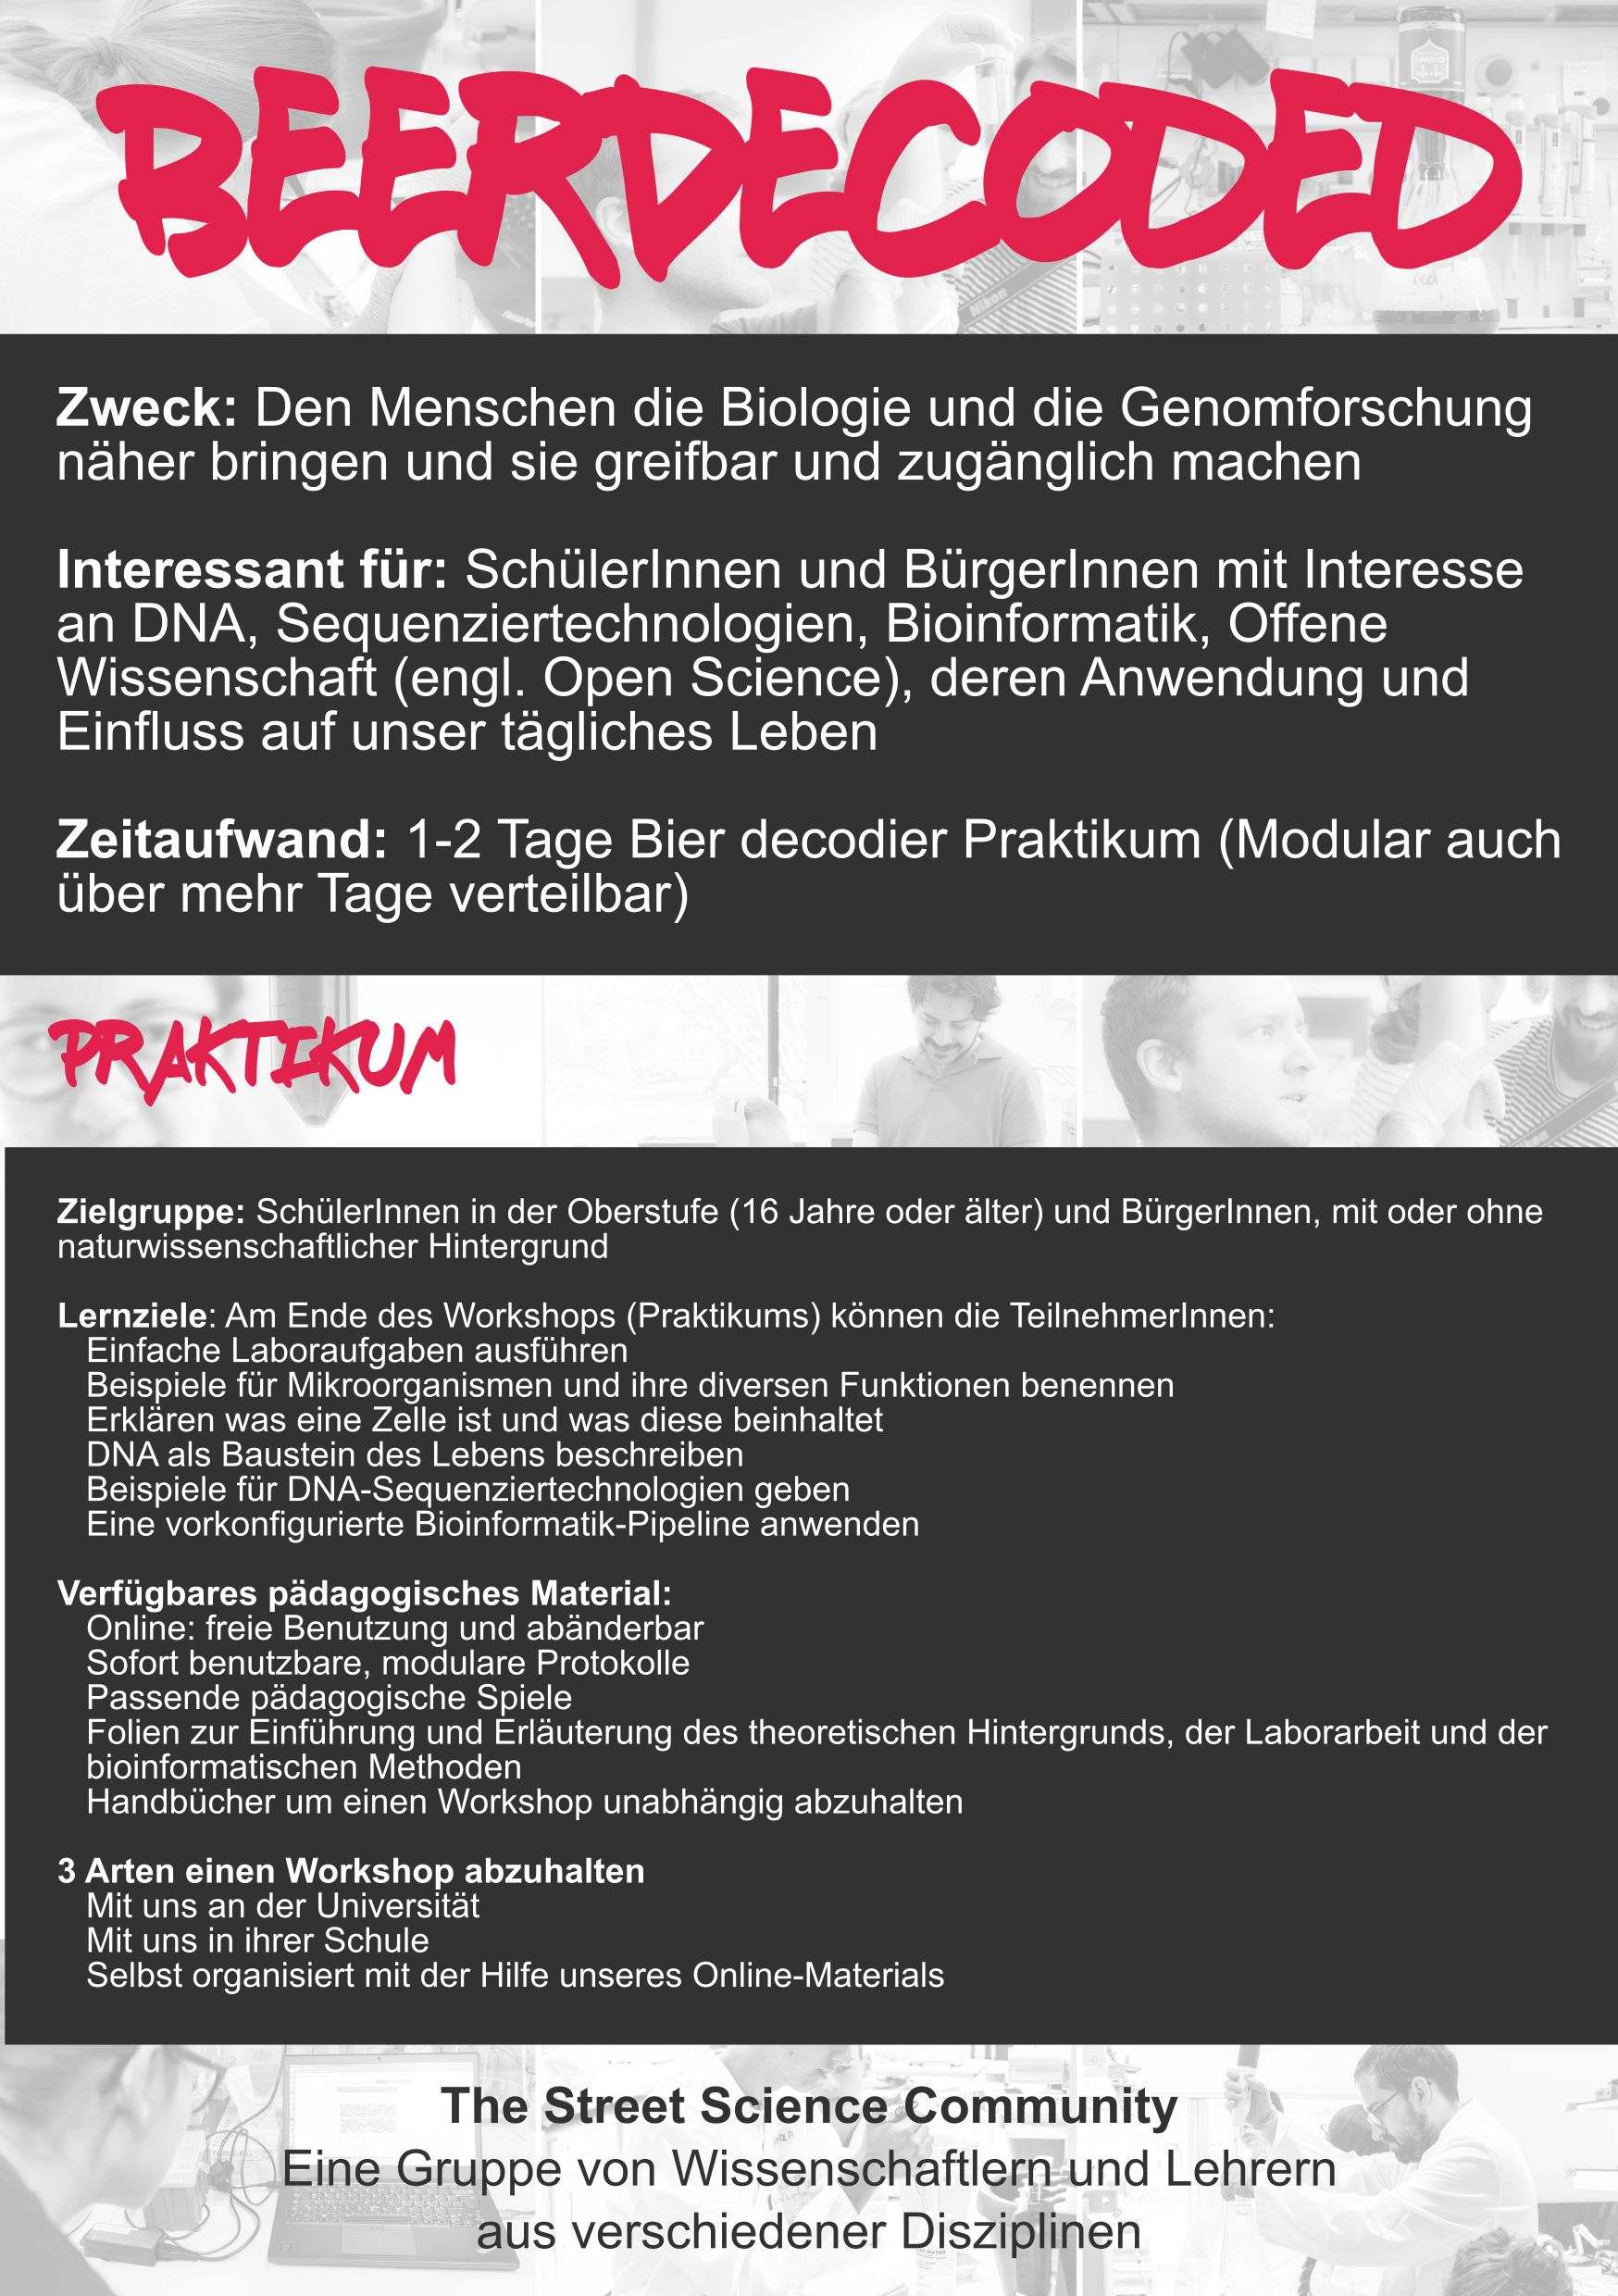 BEERDECODED
Zweck: Den Menschen die Biologie und die Genomforschung
näher bringen und sie greifbar und zugänglich machen
Interessant für: SchülerInnen und BürgerInnen mit Interesse
an DNA, Sequenziertechnologien, Bioinformatik, Offene
Wissenschaft (engl. Open Science), deren Anwendung und
Einfluss auf unser tägliches Leben
Zeitaufwand: 1-2 Tage Bier decodier Praktikum (Modular auch
über mehr Tage verteilbar)
PRAKTIKUM
Zielgruppe: SchülerInnen in der Oberstufe (16 Jahre oder älter) und BürgerInnen, mit oder ohne
naturwissenschaftlicher Hintergrund
Lernziele: Am Ende des Workshops (Praktikums) können die TeilnehmerInnen:
Einfache Laboraufgaben ausführen
Beispiele für Mikroorganismen und ihre diversen Funktionen benennen
Erklären was eine Zelle ist und was diese beinhaltet
DNA als Baustein des Lebens beschreiben
Beispiele für DNA-Sequenziertechnologien geben
Eine vorkonfigurierte Bioinformatik-Pipeline anwenden
Verfügbares pädagogisches Material:
Online: freie Benutzung und abänderbar
Sofort benutzbare, modulare Protokolle
Passende pädagogische Spiele
Folien zur Einführung und Erläuterung des theoretischen Hintergrunds, der Laborarbeit und der
bioinformatischen Methoden
Handbücher um einen Workshop unabhängig abzuhalten
3 Arten einen Workshop abzuhalten
Mit uns an der Universität
Mit uns in ihrer Schule
Selbst organisiert mit der Hilfe unseres Online-Materials
The Street Science Community
Eine Gruppe von Wissenschaftlern und Lehrern
aus verschiedener Disziplinen